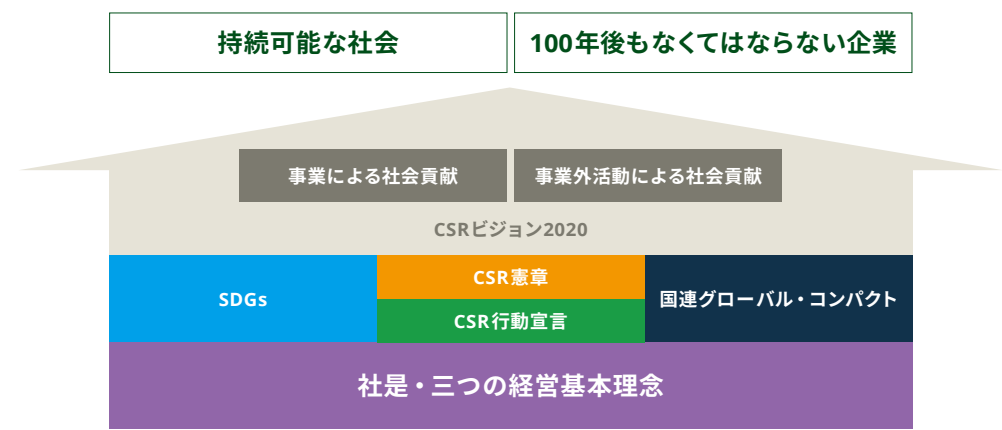 持続可能な社会
100年後もなくてはならない企業
事業による社会貢献
事業外活動による社会貢献
CSRビジョン2020
SDGs
CSR憲章
CSR行動宣言
国連グローバル・コンパクト
社是・三つの経営基本理念